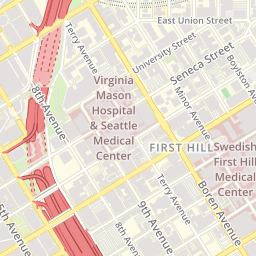 East Union Street
Terry Avenue
University Street
Seneca Street
Boylston
Virginia
Mason
Hospital
& Seattle
Medical
Center
8th Avenue
Minor Avenue
FIRST HILL
Swedish
First Hill
Medical
Center
5th Avenue
Terry Avenue
Boren Avenue
9th Avenue
8th Avenue